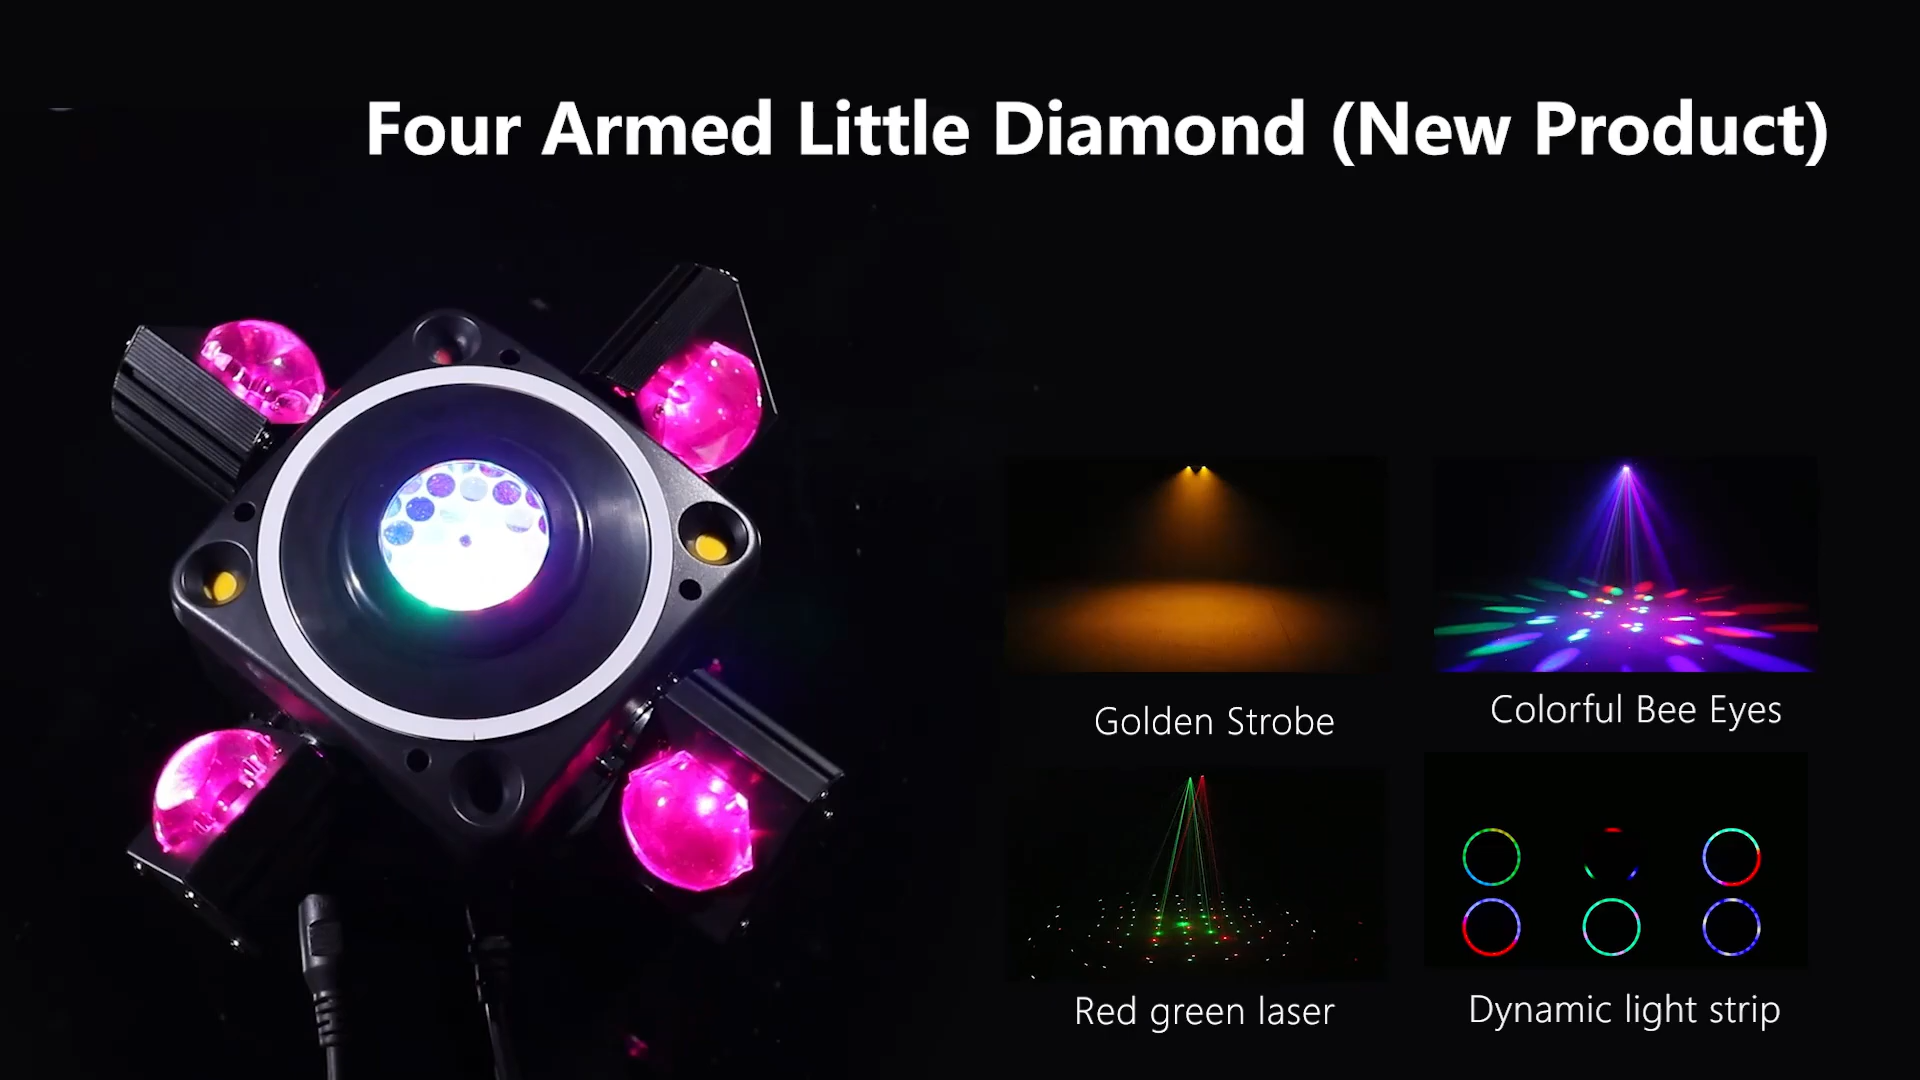 Four Armed Little Diamond (New Product)
Golden Strobe
Colorful Bee Eyes
Red green laser
Dynamic light strip